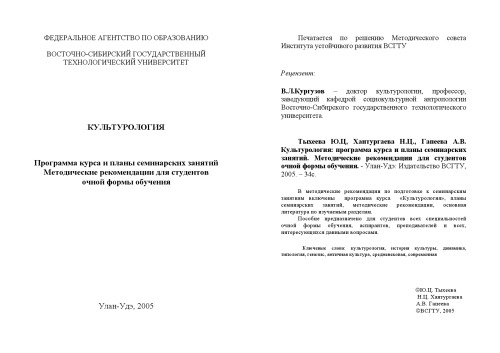 ФЕДЕРАЛЬНОЕ АГЕНТСТВО ПО ОБРАЗОВАНИЮ
ВОСТОЧНО-СИБИРСКИЙ ГОСУДАРСТВЕННЫЙ
ТЕХНОЛОГИЧЕСКИЙ УНИВЕРСИТЕТ
КУЛЬТУРОЛОГИЯ
Программа курса и планы семинарских занятий
Методические рекомендации для студентов
очной формы обучения
Улан-Удэ, 2005
Печатается по решению Методического совета
Института устойчивого развития ВСГТУ
Рецензент:
В.Л.Кургузов – доктор культурологии, профессор,
заведующий кафедрой социокультурной антропологии
Восточно-Сибирского государственного технологического
университета.
Тыхеева Ю.Ц, Хантургаева Н.Ц., Ганеева А.В.
Культурология: программа курса и планы семинарских
занятий. Методические рекомендации для студентов
очной формы обучения. - Улан-Удэ: Издательство ВСГТУ,
2005. – 34с.
В методические рекомендации по подготовке к семинарским
занятиям включены программа курса «Культурология», планы
семинарских занятий, методические рекомендации, основная
литература по изучаемым разделам.
Пособие предназначено для студентов всех специальностей
очной формы обучения, аспирантов, преподавателей и всех,
интересующихся данными вопросами.
Ключевые слова: культурология, история культуры, динамика,
типология, генезис, античная культура, средневековая, современная
©Ю.Ц. Тыхеева
Н.Ц. Хантургаева
А.В. Ганеева
©ВСГТУ, 2005